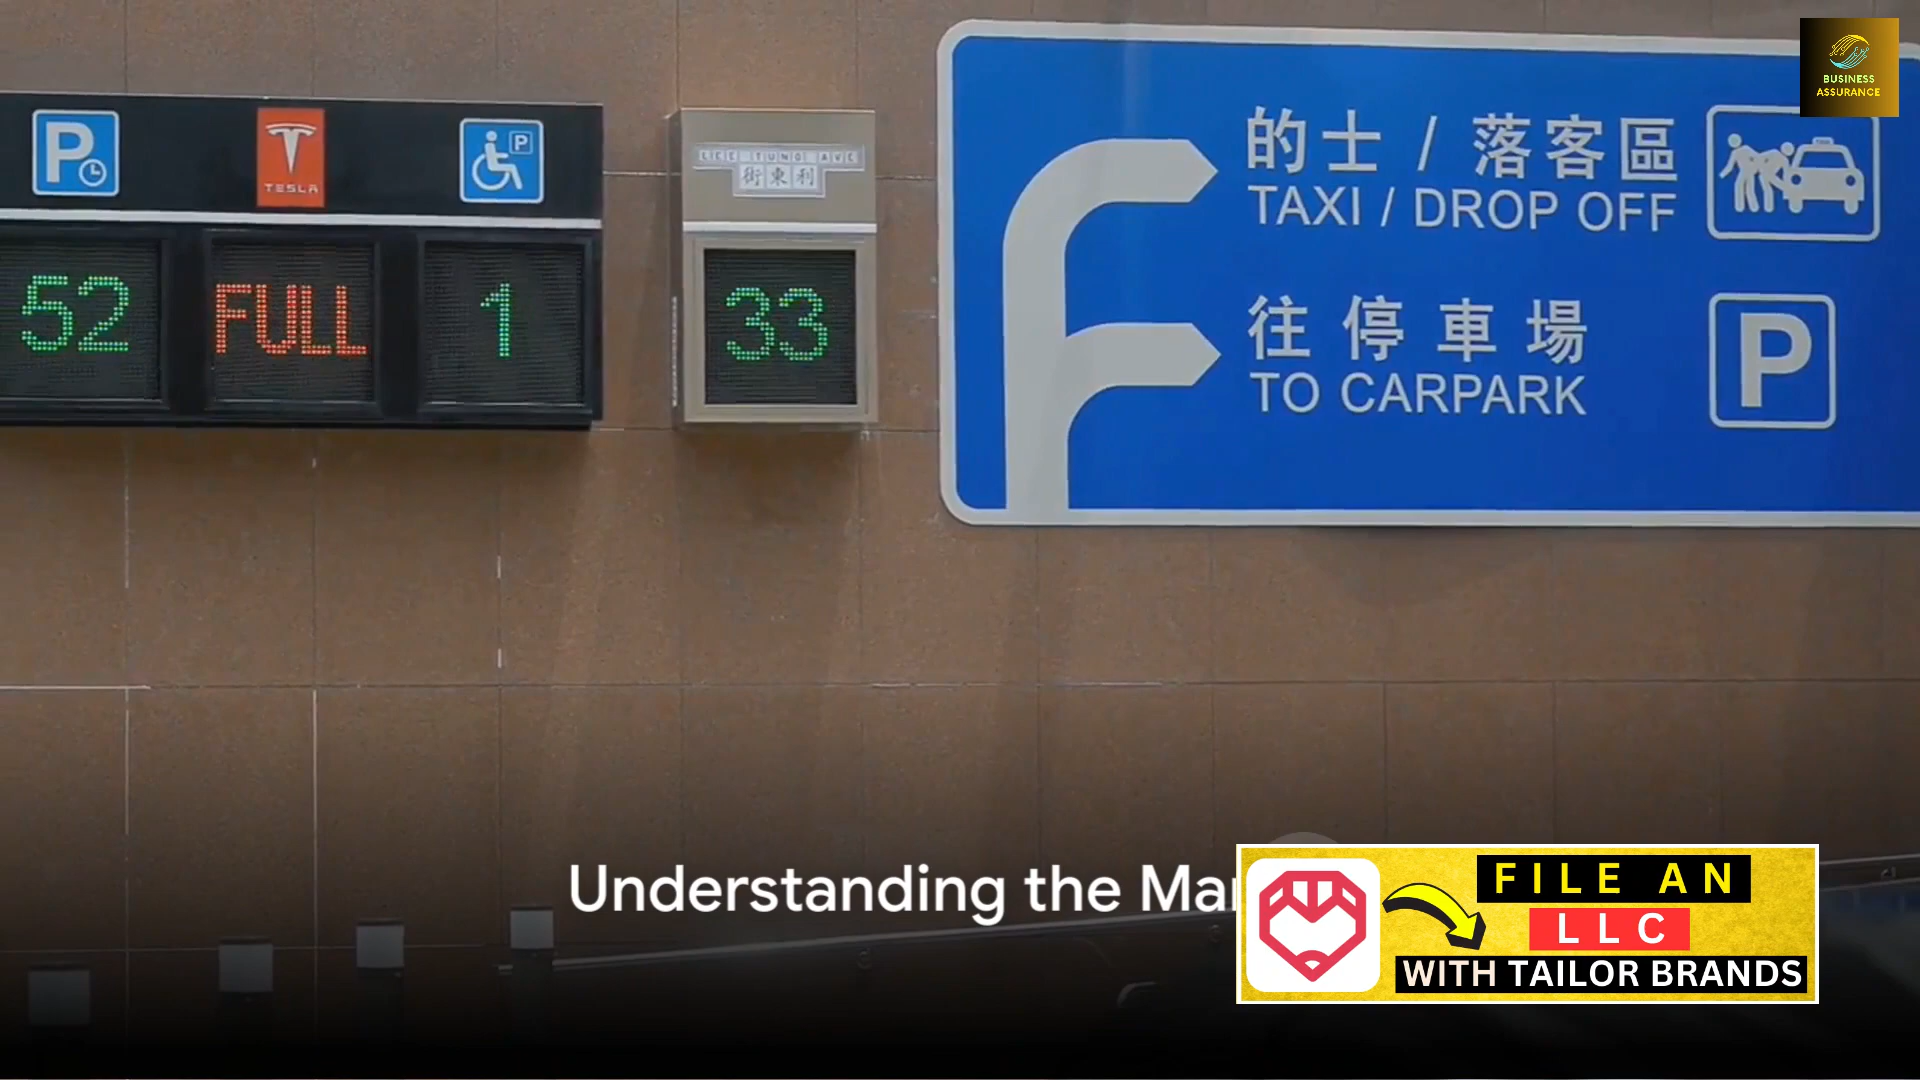 BUSINESS
ASSURANCE
P
TESLA
P
52
FULL
1
LEE TUNG AVE
街東利
33
的士 / 落客區
TAXI / DROP OFF
往停車場
TO CARPARK
P
Understanding the Mar
FILE AN
LLC
WITH TAILOR BRANDS